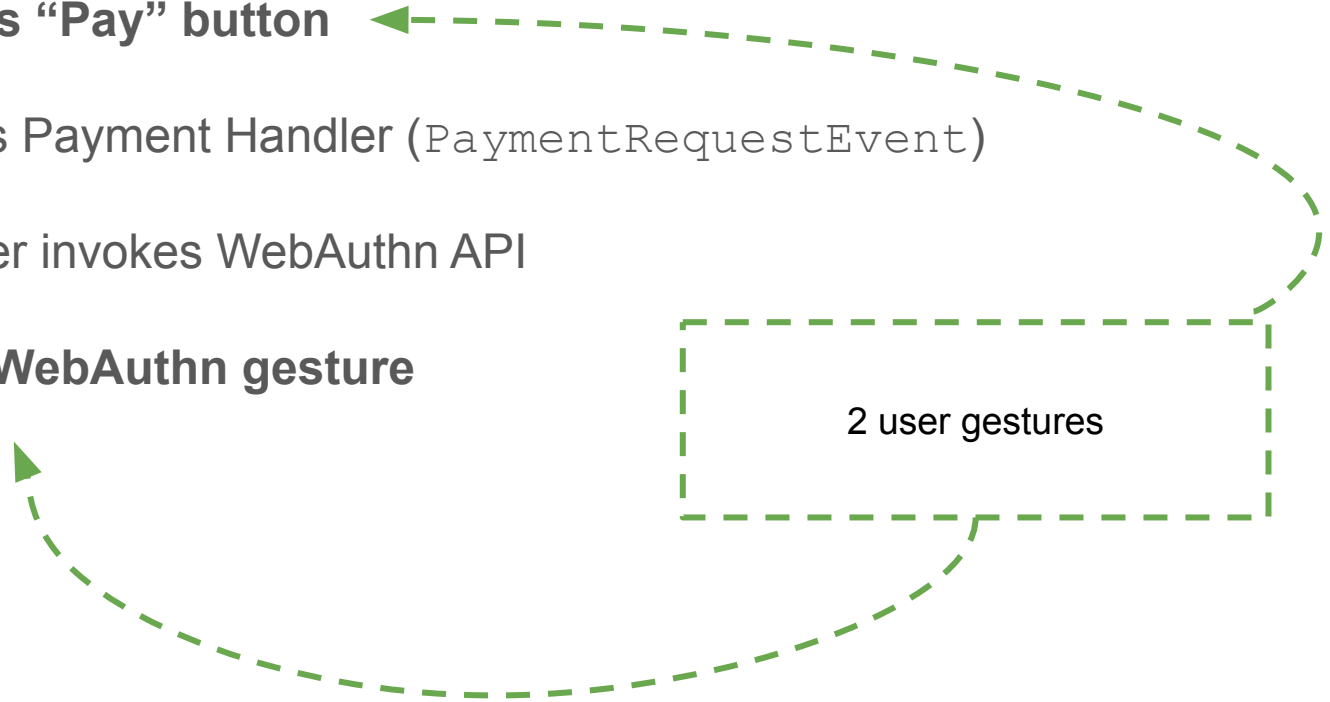 s “Pay” button
s Payment Handler (PaymentRequestEvent)
er invokes WebAuthn API
WebAuthn gesture
2 user gestures